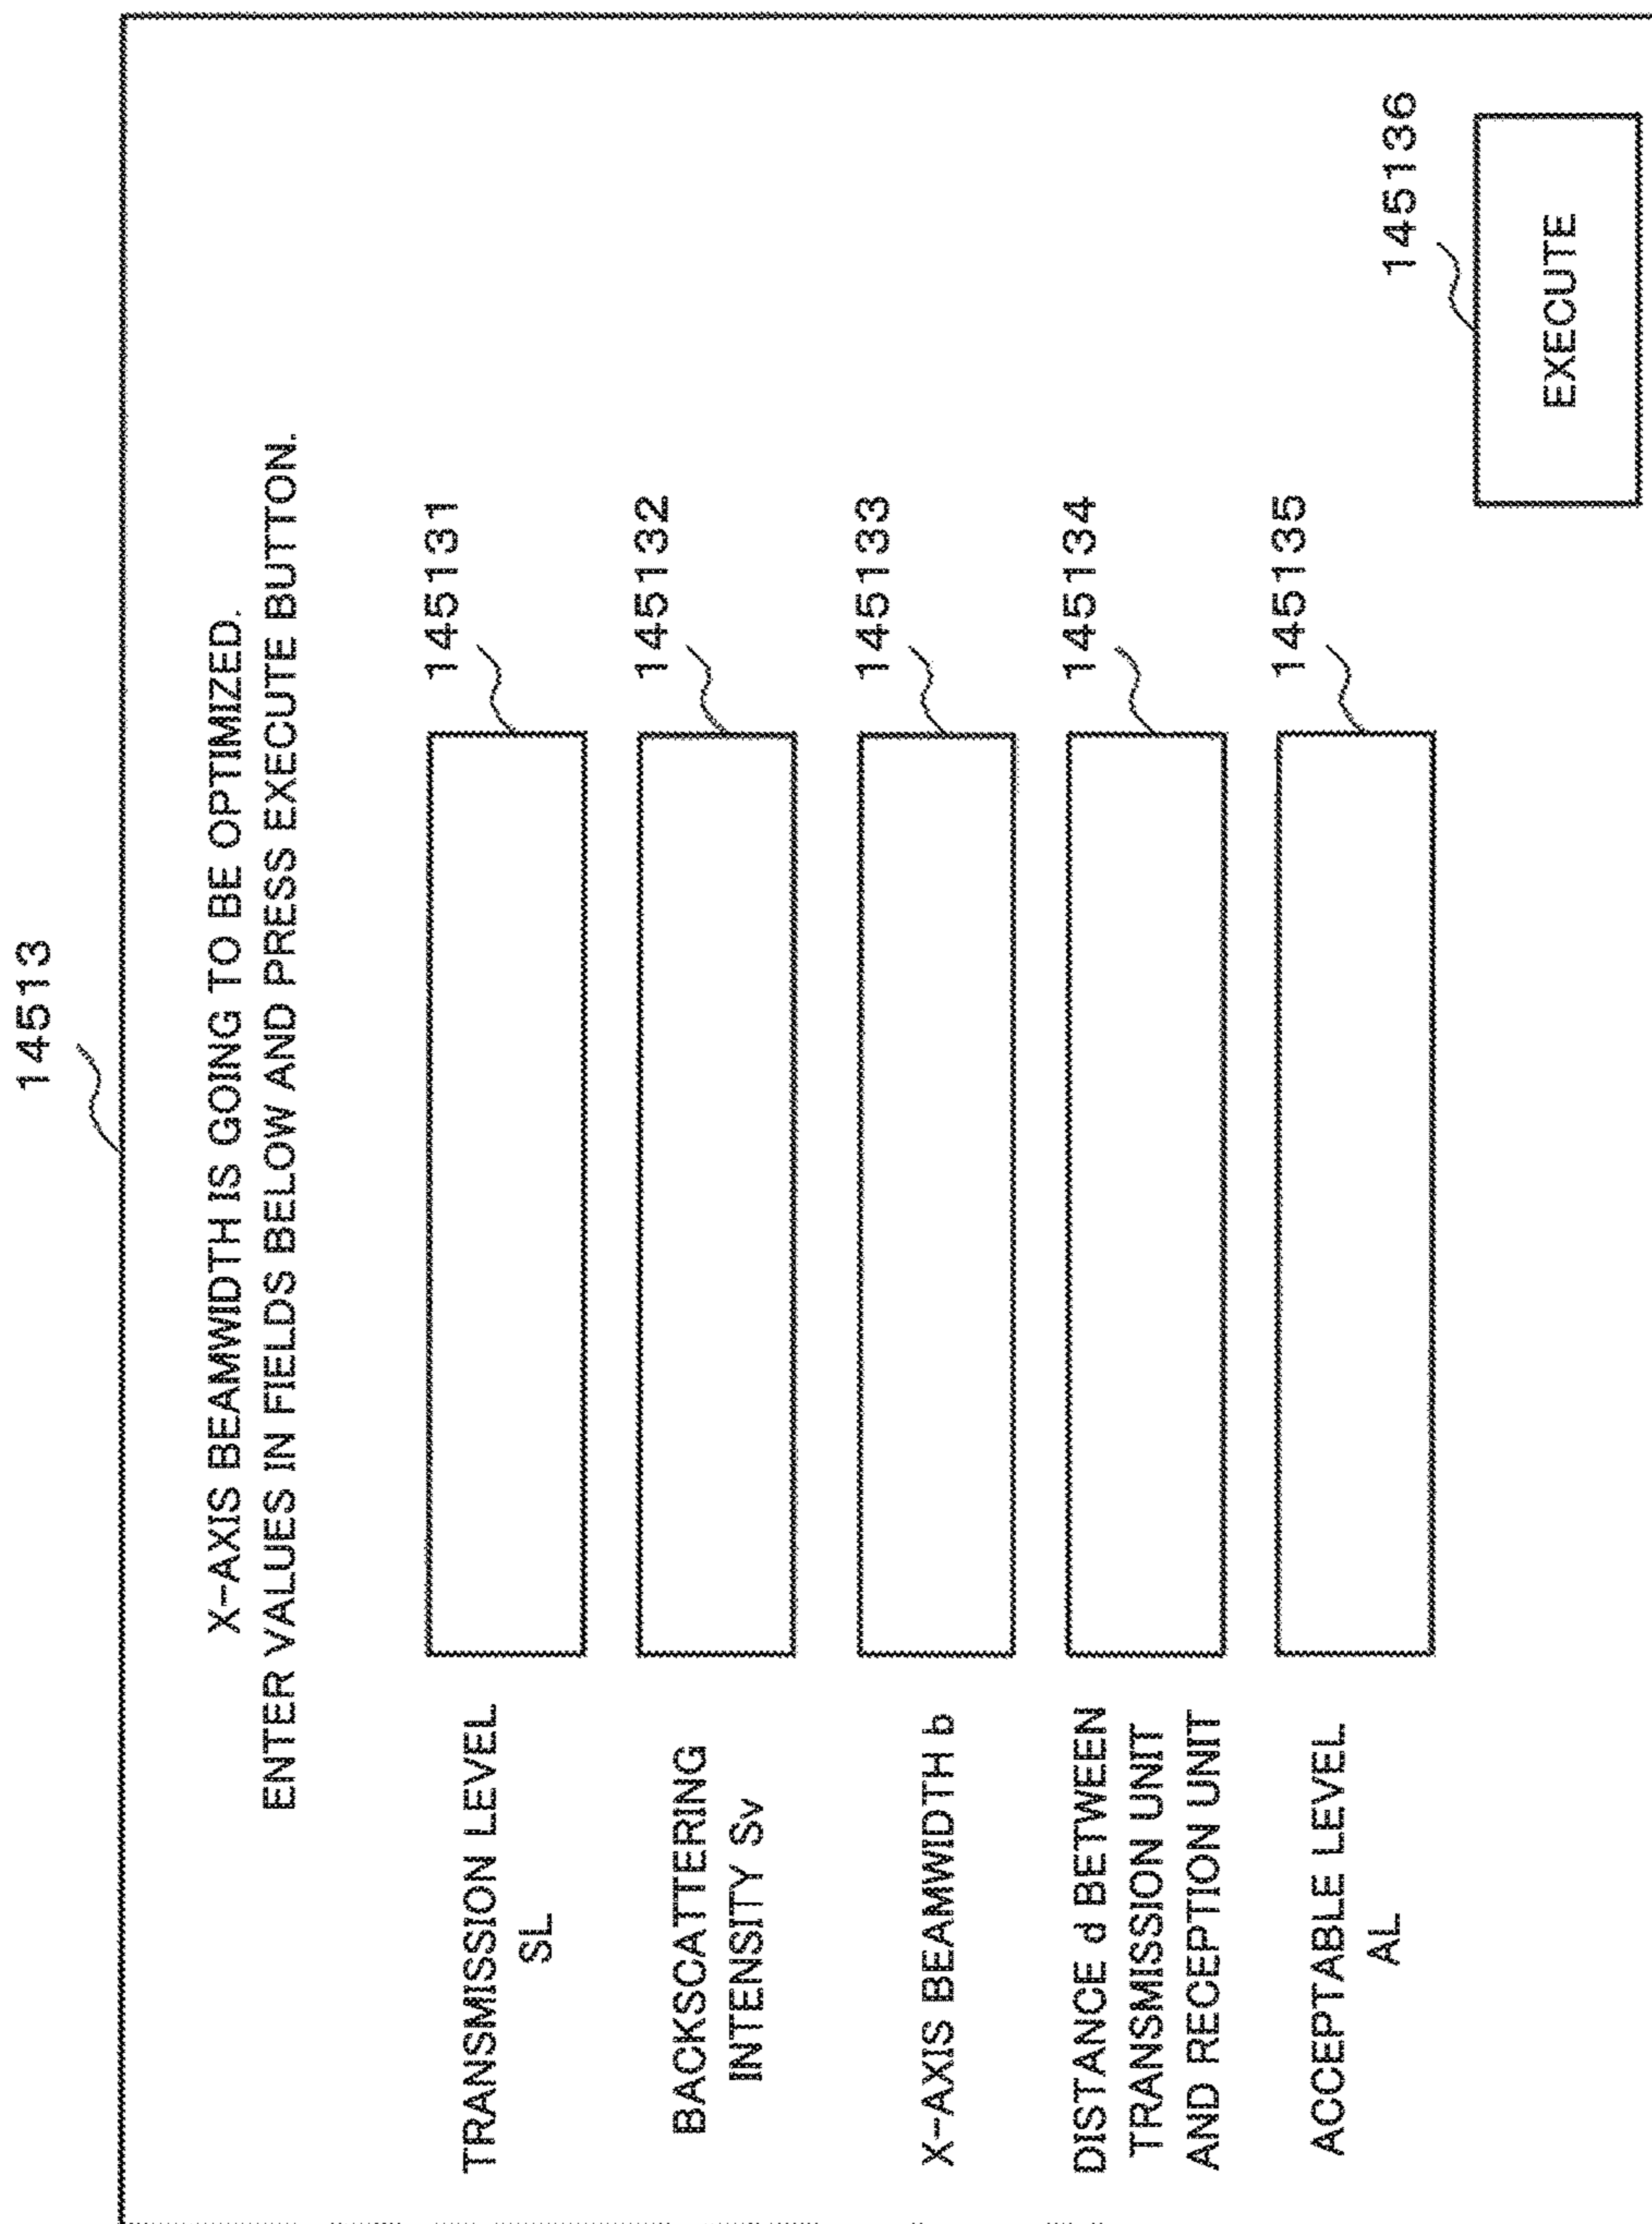 14513
X-AXIS BEAMWIDTH IS GOING TO BE OPTIMIZED.
ENTER VALUES IN FIELDS BELOW AND PRESS EXECUTE BUTTON.
TRANSMISSION LEVEL
SL
145131
BACKSCATTERING
INTENSITY Sv
145132
X-AXIS BEAMWIDTH b
145133
DISTANCE d BETWEEN
TRANSMISSION UNIT
AND RECEPTION UNIT
145134
ACCEPTABLE LEVEL
AL
145135
145136
EXECUTE